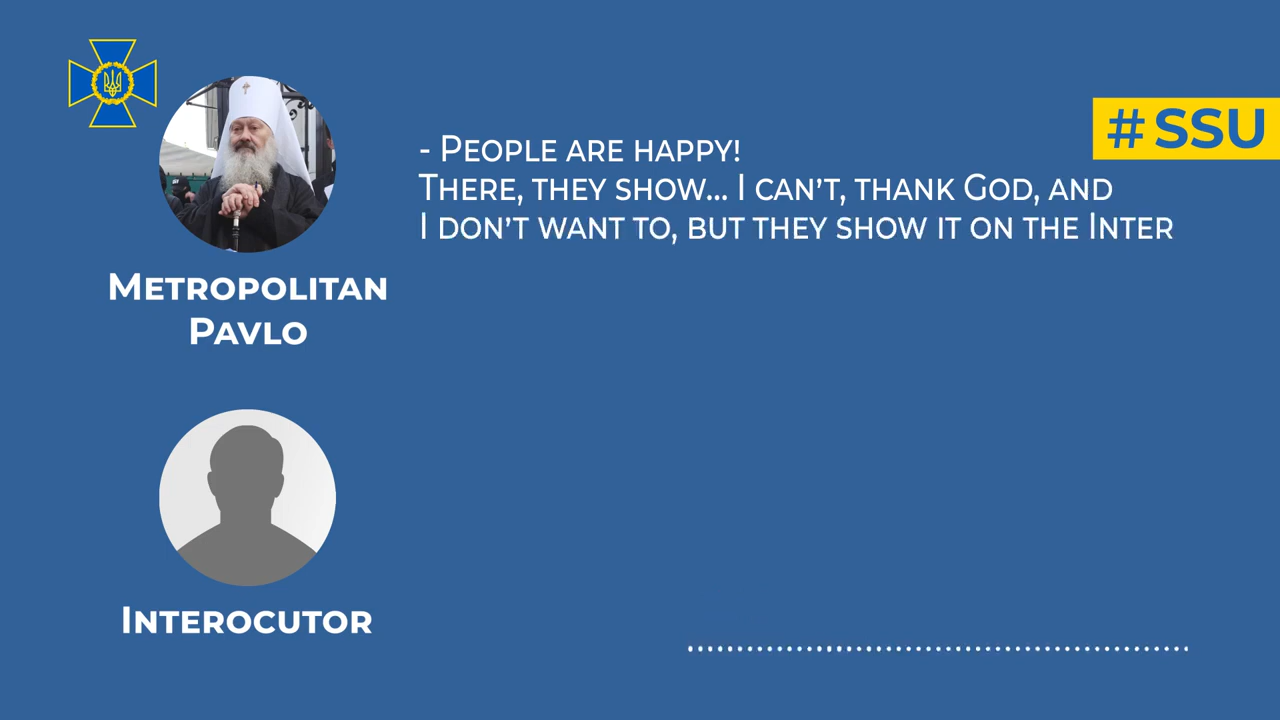 # SSU
- People are happy!
There, they show... I can't, thank God, and
I don't want to, but they show it on the Inter
Metropolitan
Pavlo
Interocutor